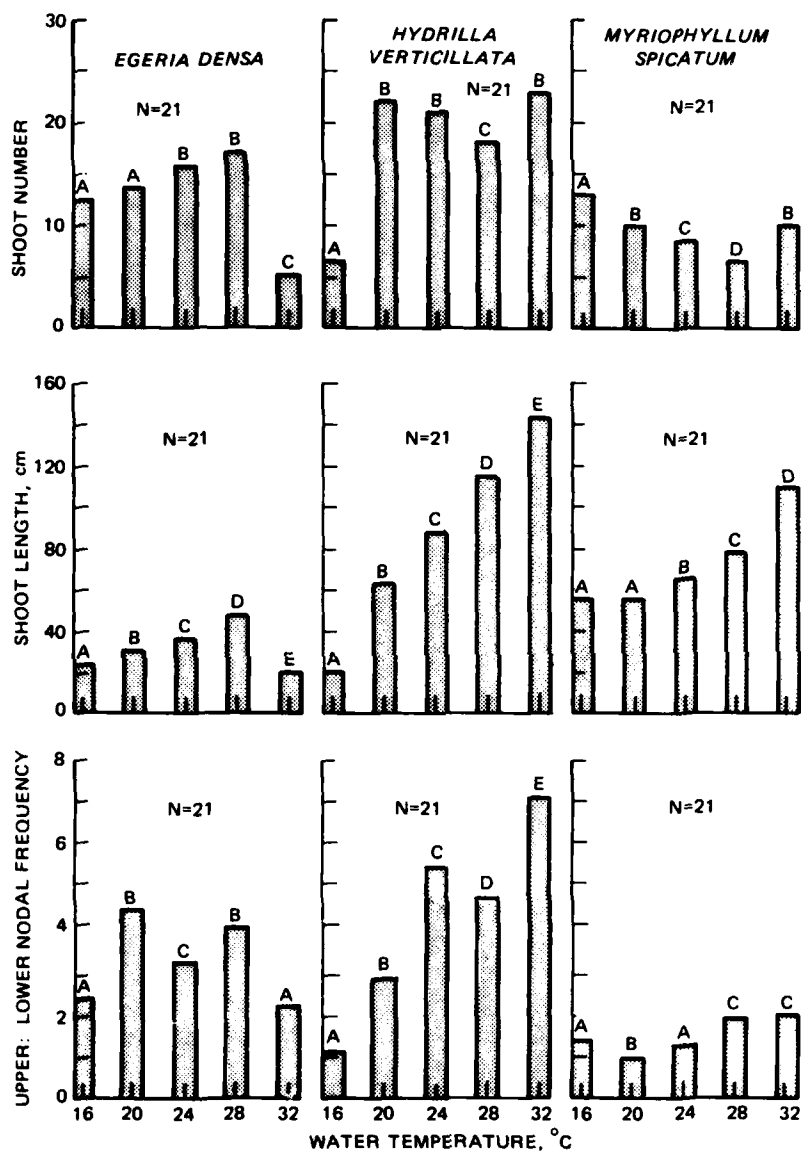 EGERIA DENSA
HYDRILLA
VERTICILLATA
MYRIOPHYLLUM
SPICATUM
SHOOT NUMBER
30
20
10
0
N=21
A A B B C
N=21
A B B C B
N=21
A B C D B
SHOOT LENGTH, cm
160
120
80
40
0
N=21
A B C D E
N=21
A B C D E
N=21
A A B C D
UPPER: LOWER NODAL FREQUENCY
8
6
4
2
0
N=21
A B C B A
N=21
A B C D E
N=21
A B A C C
16 20 24 28 32
16 20 24 28 32
16 20 24 28 32
WATER TEMPERATURE, °C